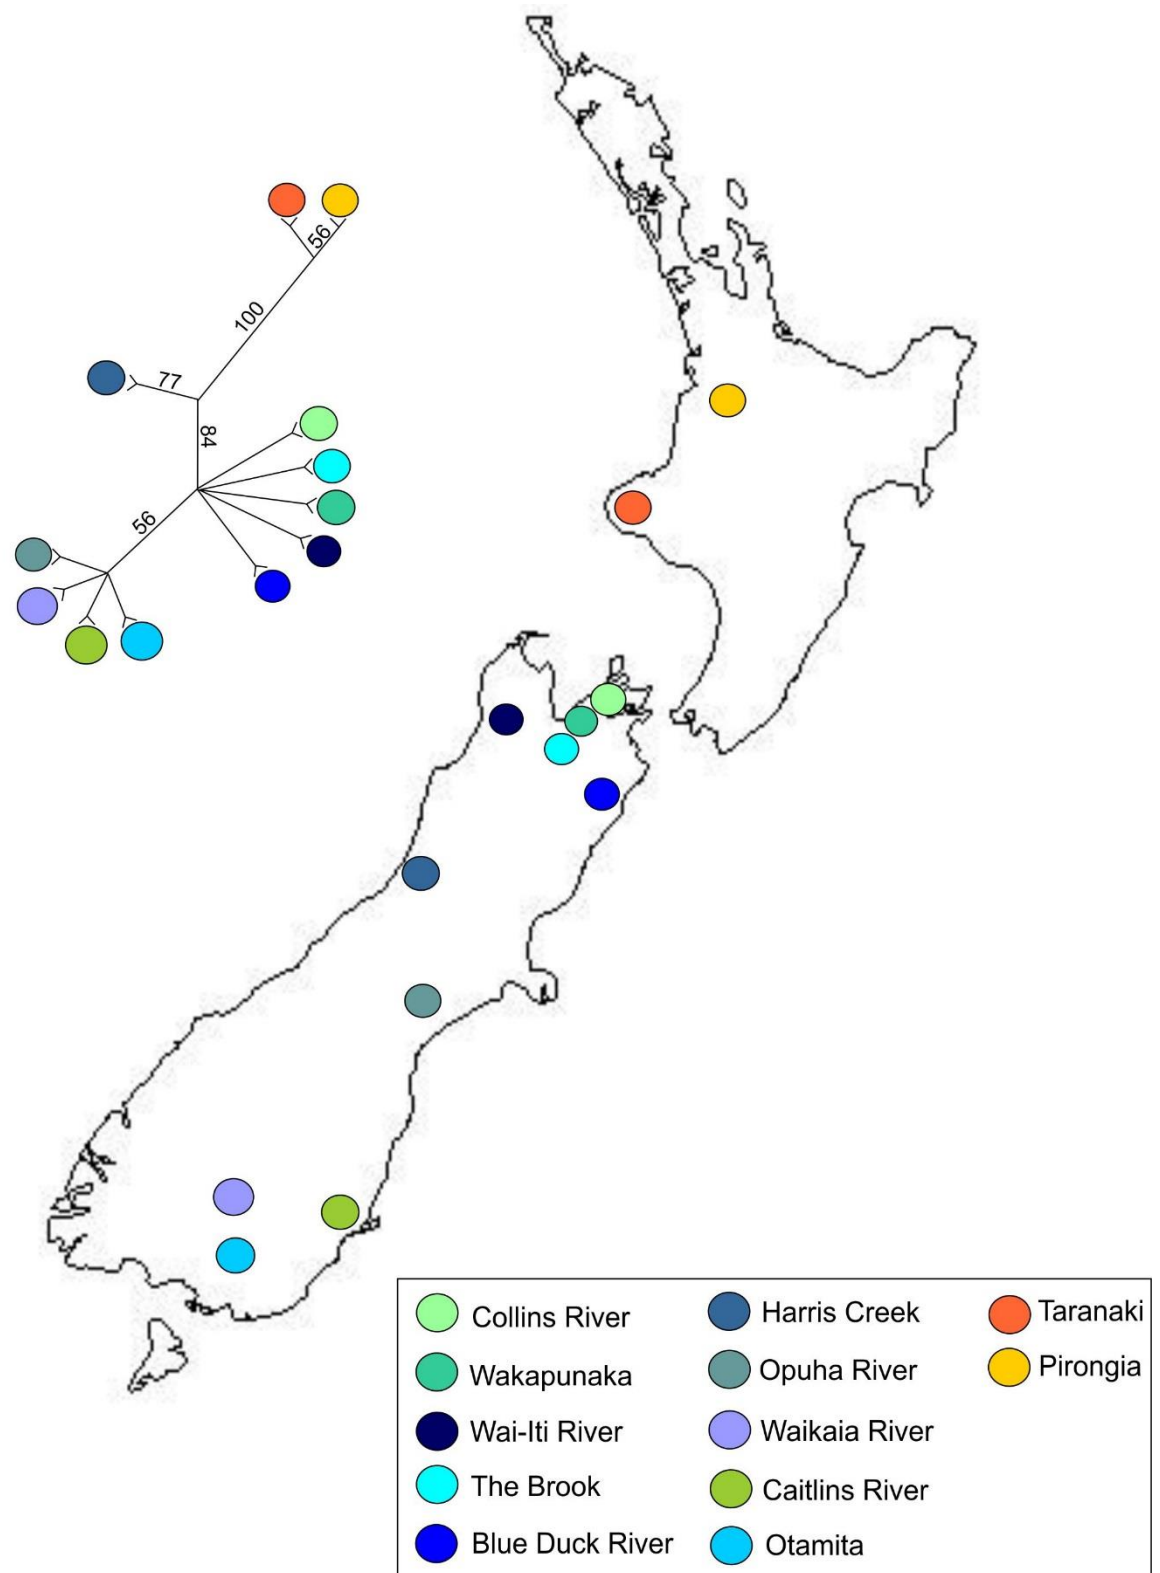 56
100
77
84
56
Collins River
Wakapunaka
Wai-Iti River
The Brook
Blue Duck River
Harris Creek
Opuha River
Waikaia River
Caitlins River
Otamita
Taranaki
Pirongia